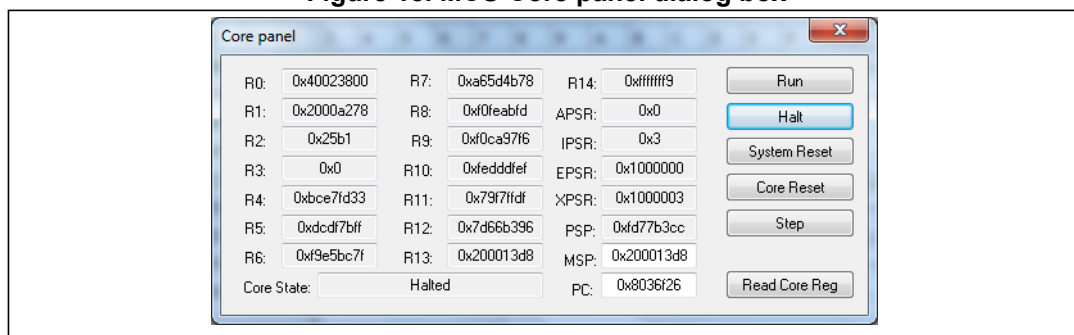 Core panel
R0: 0x40023800 R7: 0xa65d4b78 R14: 0xfffffff9 Run
R1: 0x2000a278 R8: 0xf0feabfd APSR: 0x0 Halt
R2: 0x25b1 R9: 0xf0ca97f6 IPSR: 0x3 System Reset
R3: 0x0 R10: 0xfedddfef EPSR: 0x1000000 Core Reset
R4: 0xbce7fd33 R11: 0x79f7ffdf XPSR: 0x1000003
R5: 0xdcdf7bff R12: 0x7d66b396 PSP: 0xfd77b3cc Step
R6: 0xf9e5bc7f R13: 0x200013d8 MSP: 0x200013d8
Core State: Halted PC: 0x8036f26 Read Core Reg